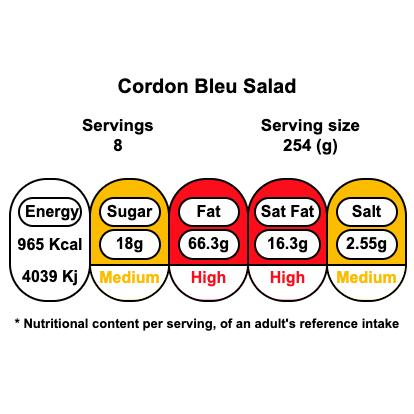 Cordon Bleu Salad
Servings Serving size
8 254 (g)
Energy Sugar Fat Sat Fat Salt
965 Kcal 18g 66.3g 16.3g 2.55g
4039 Kj Medium High High Medium
* Nutritional content per serving, of an adult's reference intake